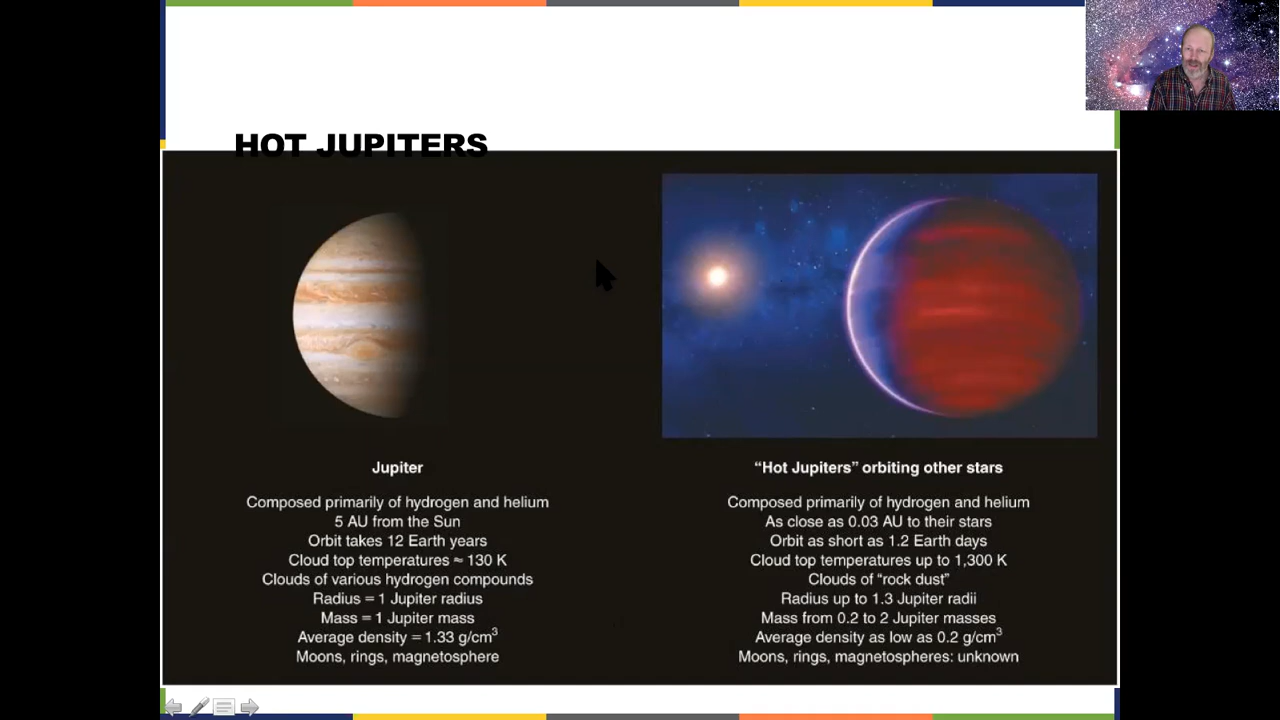 HOT JUPITERS
Jupiter
Composed primarily of hydrogen and helium
5 AU from the Sun
Orbit takes 12 Earth years
Cloud top temperatures ≈ 130 K
Clouds of various hydrogen compounds
Radius = 1 Jupiter radius
Mass = 1 Jupiter mass
Average density = 1.33 g/cm³
Moons, rings, magnetosphere
“Hot Jupiters” orbiting other stars
Composed primarily of hydrogen and helium
As close as 0.03 AU to their stars
Orbit as short as 1.2 Earth days
Cloud top temperatures up to 1,300 K
Clouds of “rock dust”
Radius up to 1.3 Jupiter radii
Mass from 0.2 to 2 Jupiter masses
Average density as low as 0.2 g/cm³
Moons, rings, magnetospheres: unknown